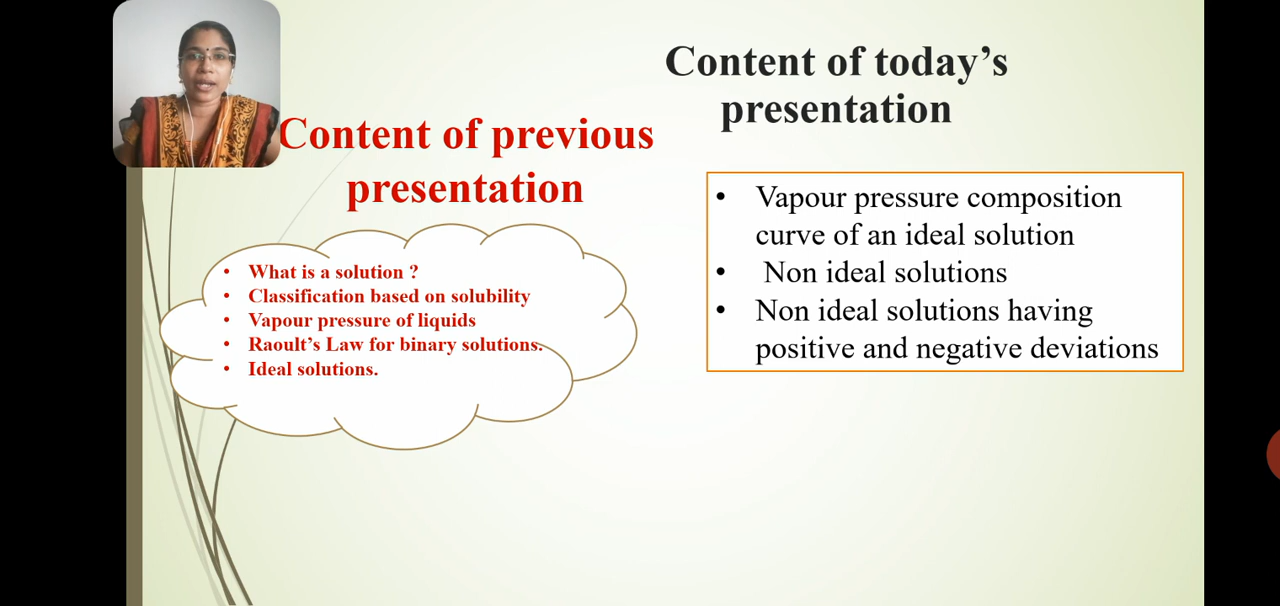 Content of previous
presentation
• What is a solution ?
• Classification based on solubility
• Vapour pressure of liquids
• Raoult’s Law for binary solutions.
• Ideal solutions.
Content of today’s
presentation
• Vapour pressure composition
curve of an ideal solution
• Non ideal solutions
• Non ideal solutions having
positive and negative deviations